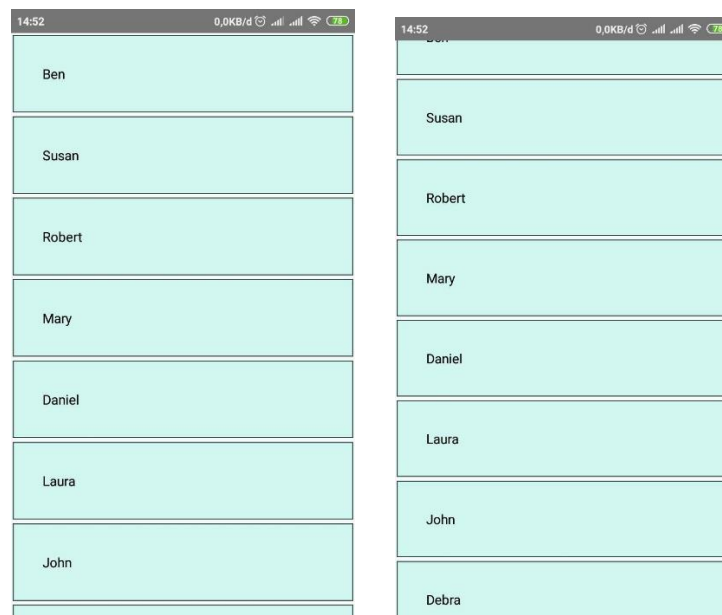 14:52 0,0KB/d 78
Ben
Susan
Robert
Mary
Daniel
Laura
John
14:52 0,0KB/d 78
Susan
Robert
Mary
Daniel
Laura
John
Debra